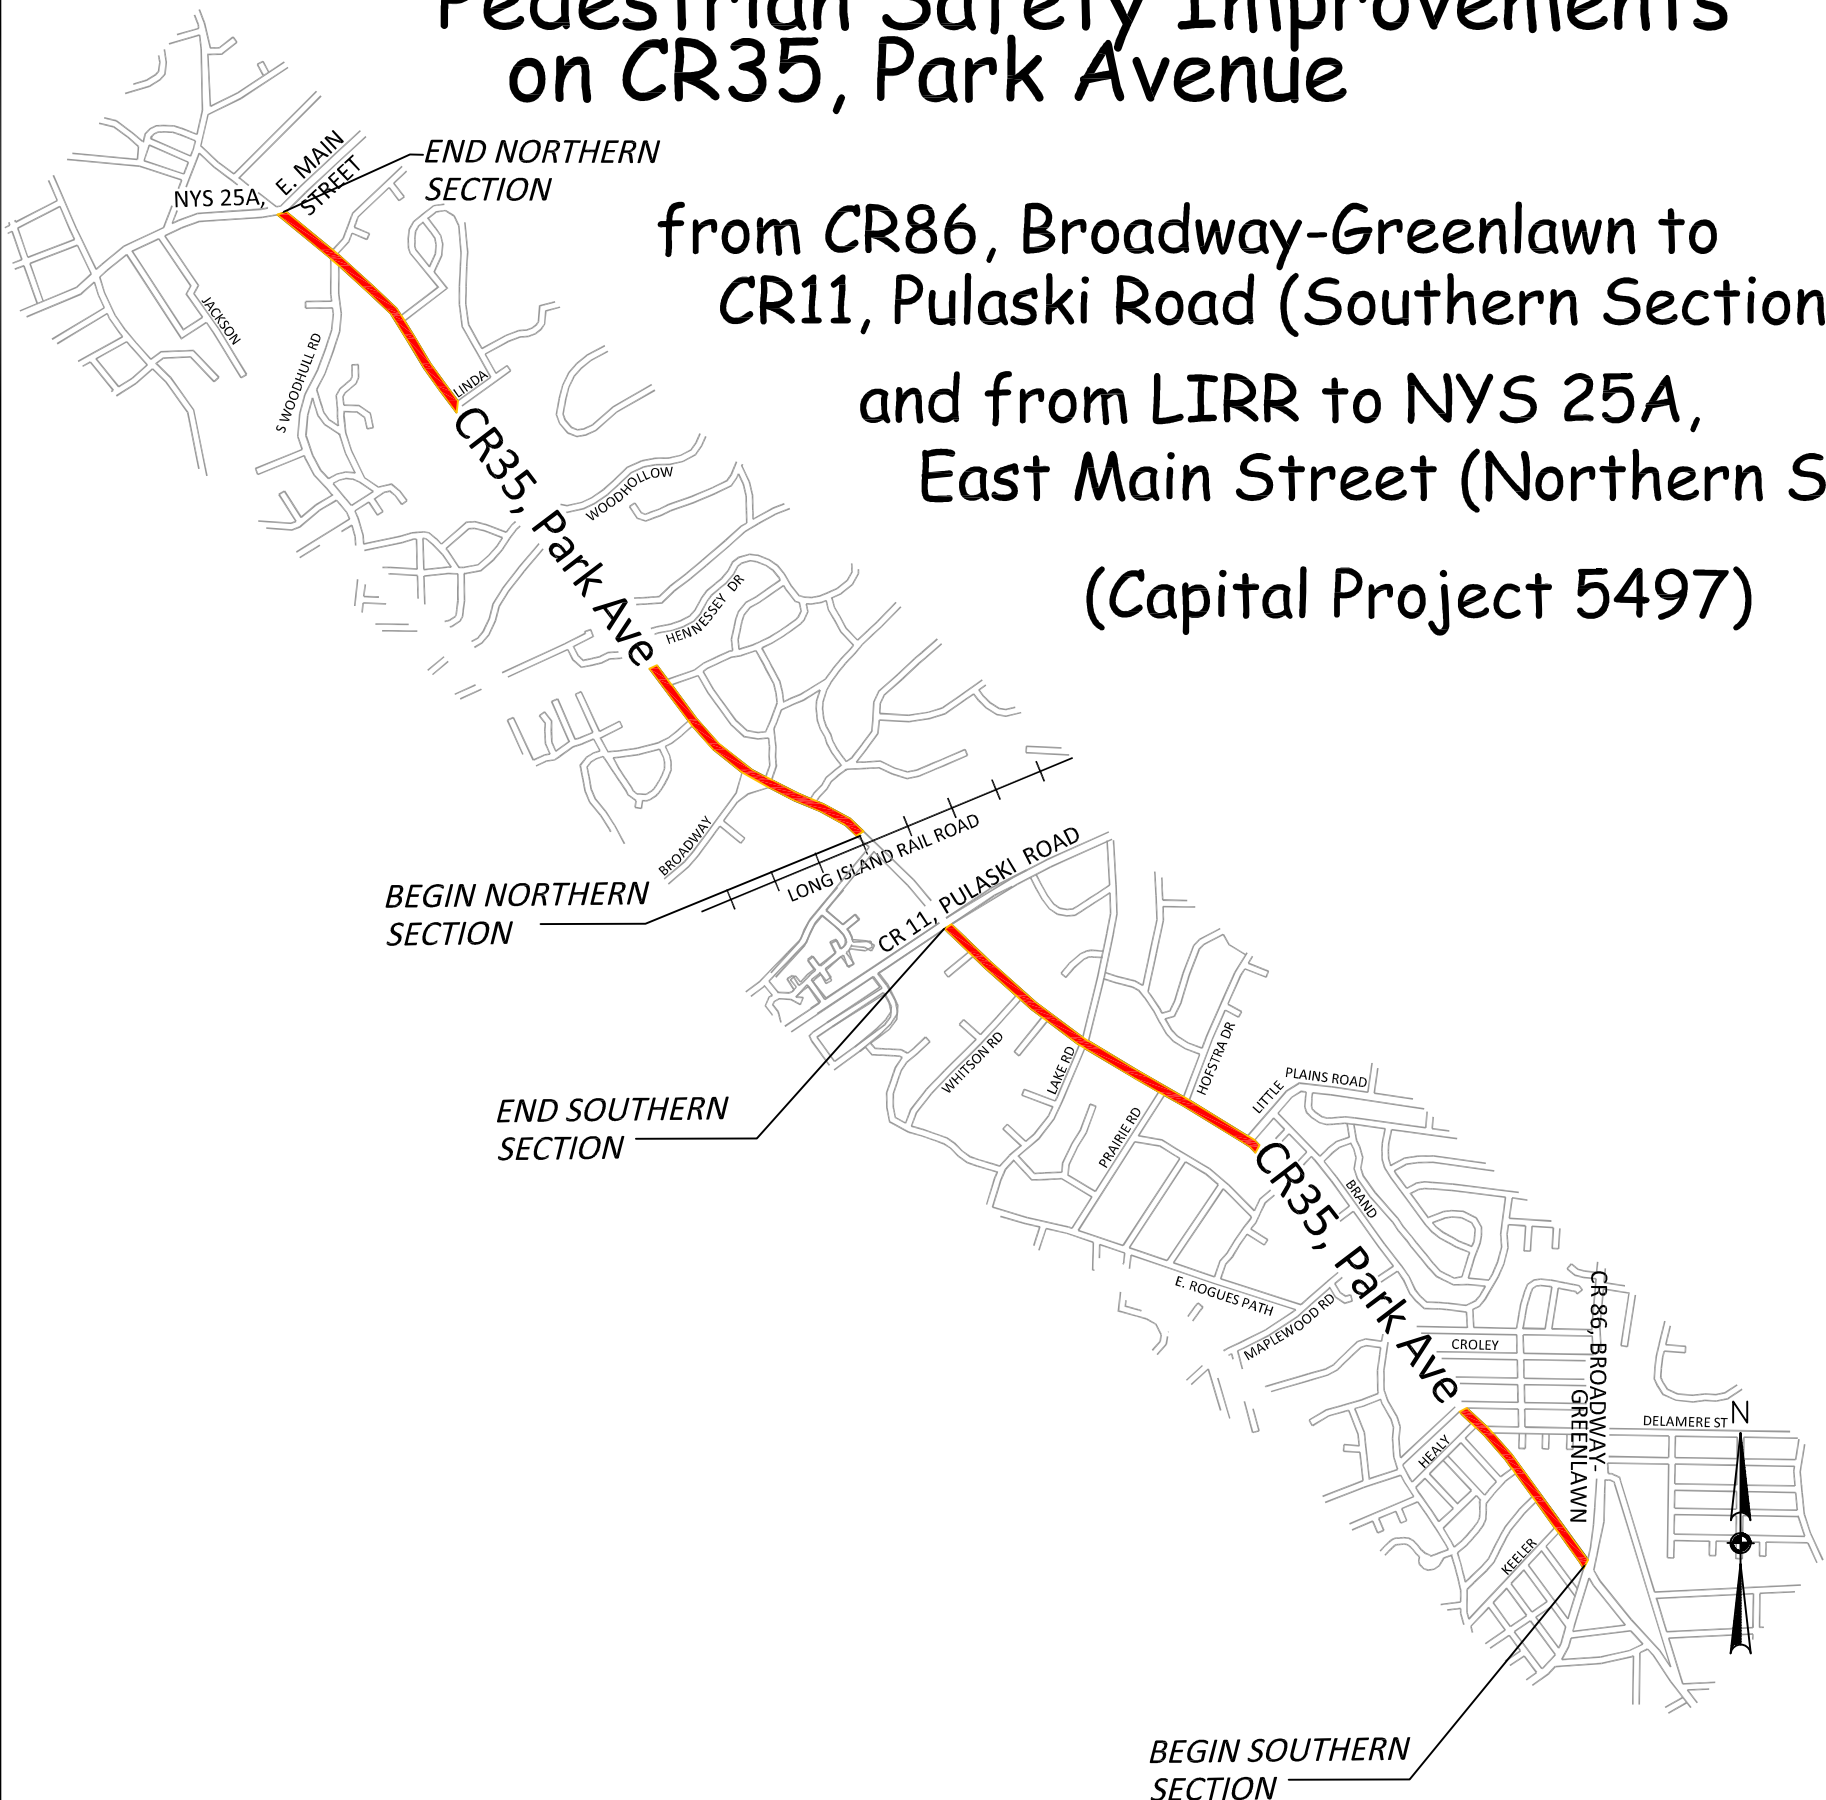 Pedestrian Safety Improvements
on CR35, Park Avenue
from CR86, Broadway-Greenlawn to
CR11, Pulaski Road (Southern Section
and from LIRR to NYS 25A,
East Main Street (Northern S
(Capital Project 5497)
END NORTHERN
SECTION
NYS 25A,
E. MAIN
STREET
JACKSON
S WOODHULL RD
LINDA
CR35, Park Ave
WOODHOLLOW
HENNESSEY DR
BROADWAY
LONG ISLAND RAIL ROAD
BEGIN NORTHERN
SECTION
CR 11, PULASKI ROAD
END SOUTHERN
SECTION
WHITSON RD
LAKE RD
PRAIRIE RD
HOFSTRA DR
LITTLE
PLAINS ROAD
CR35, Park Ave
BRAND
E. ROGUES PATH
MAPLEWOOD RD
CROLEY
CR 86, BROADWAY-
GREENLAWN
DELAMERE ST
N
HEALY
KEELER
BEGIN SOUTHERN
SECTION